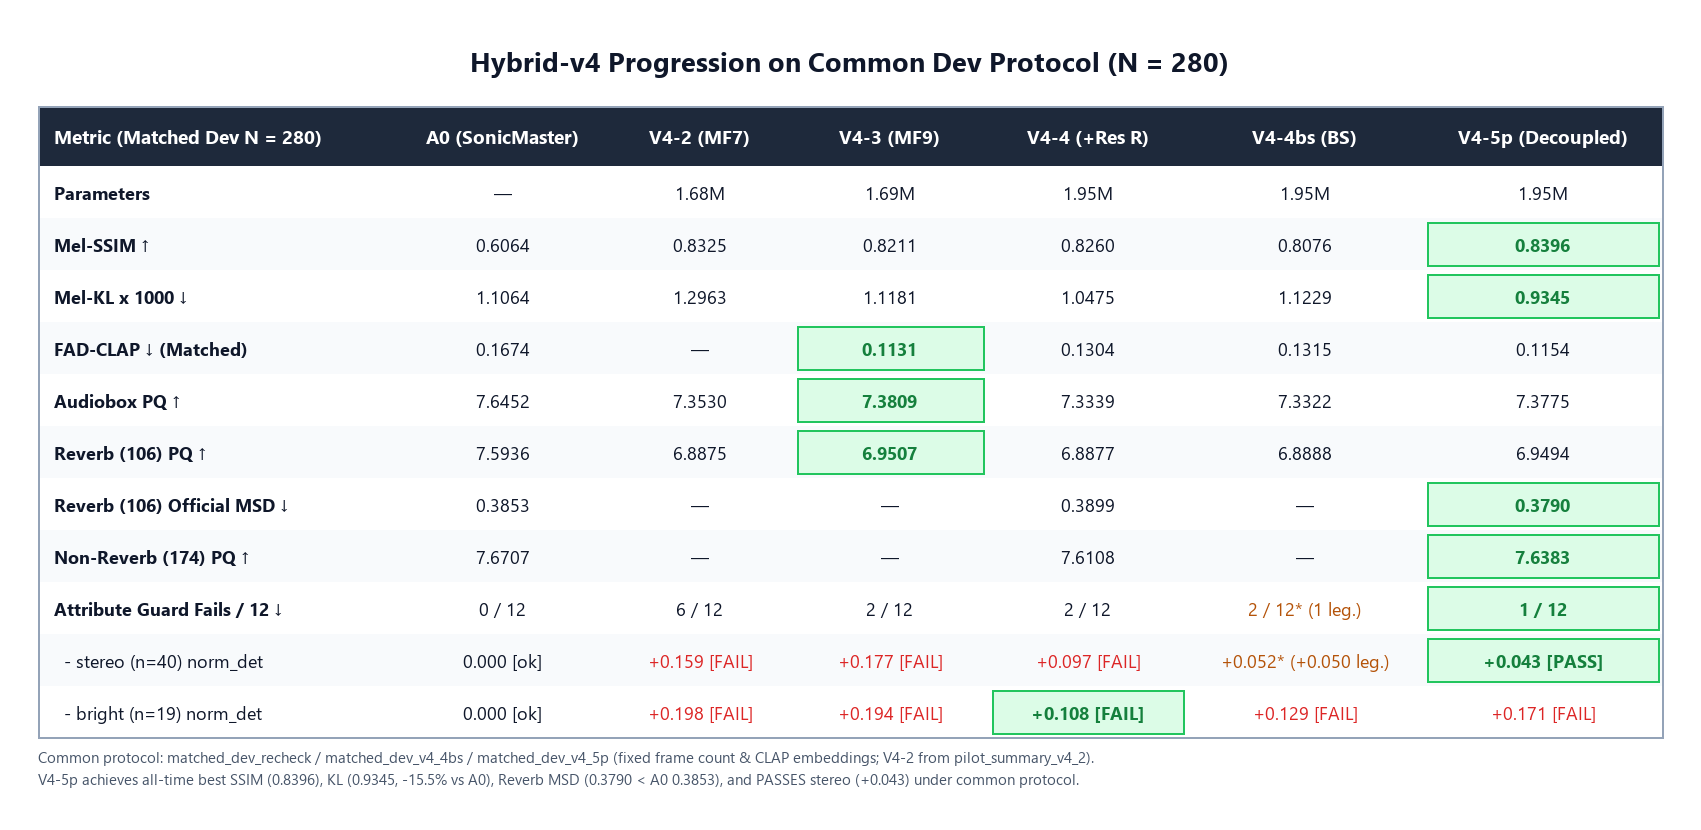 Hybrid-v4 Progression on Common Dev Protocol (N = 280)
Metric (Matched Dev N = 280) A0 (SonicMaster) V4-2 (MF7) V4-3 (MF9) V4-4 (+Res R) V4-4bs (BS) V4-5p (Decoupled)
Parameters — 1.68M 1.69M 1.95M 1.95M 1.95M
Mel-SSIM ↑ 0.6064 0.8325 0.8211 0.8260 0.8076 0.8396
Mel-KL x 1000 ↓ 1.1064 1.2963 1.1181 1.0475 1.1229 0.9345
FAD-CLAP ↓ (Matched) 0.1674 — 0.1131 0.1304 0.1315 0.1154
Audiobox PQ ↑ 7.6452 7.3530 7.3809 7.3339 7.3322 7.3775
Reverb (106) PQ ↑ 7.5936 6.8875 6.9507 6.8877 6.8888 6.9494
Reverb (106) Official MSD ↓ 0.3853 — — 0.3899 — 0.3790
Non-Reverb (174) PQ ↑ 7.6707 — — 7.6108 — 7.6383
Attribute Guard Fails / 12 ↓ 0 / 12 6 / 12 2 / 12 2 / 12 2 / 12* (1 leg.) 1 / 12
- stereo (n=40) norm_det 0.000 [ok] +0.159 [FAIL] +0.177 [FAIL] +0.097 [FAIL] +0.052* (+0.050 leg.) +0.043 [PASS]
- bright (n=19) norm_det 0.000 [ok] +0.198 [FAIL] +0.194 [FAIL] +0.108 [FAIL] +0.129 [FAIL] +0.171 [FAIL]
Common protocol: matched_dev_recheck / matched_dev_v4_4bs / matched_dev_v4_5p (fixed frame count & CLAP embeddings; V4-2 from pilot_summary_v4_2).
V4-5p achieves all-time best SSIM (0.8396), KL (0.9345, -15.5% vs A0), Reverb MSD (0.3790 < A0 0.3853), and PASSES stereo (+0.043) under common protocol.